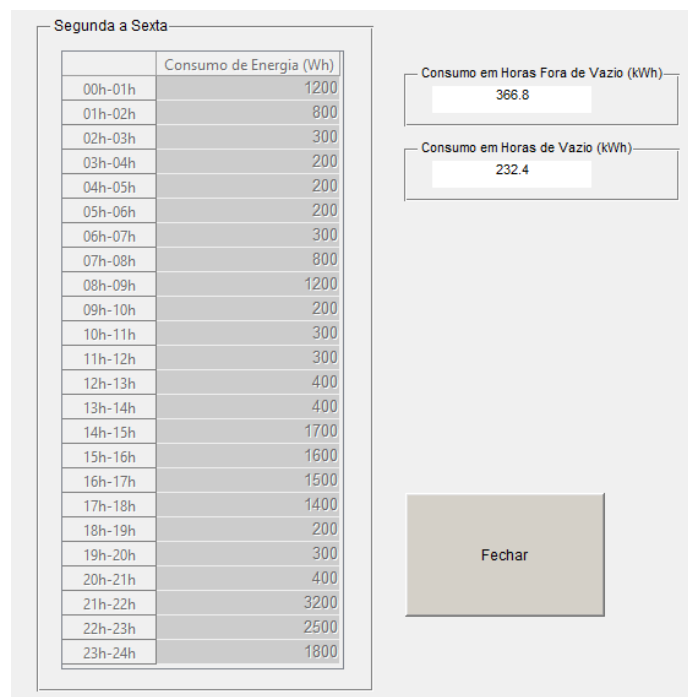 Segunda a Sexta
Consumo de Energia (Wh)
00h-01h 1200
01h-02h 800
02h-03h 300
03h-04h 200
04h-05h 200
05h-06h 200
06h-07h 300
07h-08h 800
08h-09h 1200
09h-10h 200
10h-11h 300
11h-12h 300
12h-13h 400
13h-14h 400
14h-15h 1700
15h-16h 1600
16h-17h 1500
17h-18h 1400
18h-19h 200
19h-20h 300
20h-21h 400
21h-22h 3200
22h-23h 2500
23h-24h 1800
Consumo em Horas Fora de Vazio (kWh)
366.8
Consumo em Horas de Vazio (kWh)
232.4
Fechar